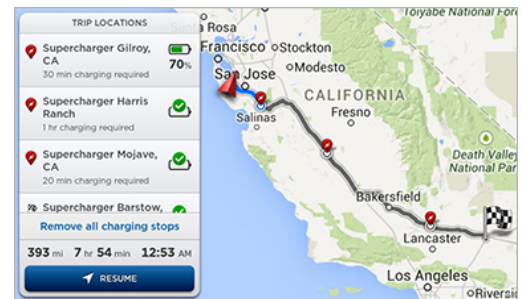 TRIP LOCATIONS
Supercharger Gilroy,
CA
30 min charging required
70%
Supercharger Harris
Ranch
1 hr charging required
Supercharger Mojave,
CA
20 min charging required
Supercharger Barstow,
Remove all charging stops
393 mi 7 hr 54 min 12:53 AM
RESUME
Toiyabe National Fore
Santa Rosa
Francisco
Stockton
Modesto
San Jose
CALIFORNIA
Salinas
Fresno
Death Valley
National Par
Bakersfield
Lancaster
Los Angeles
Riversi